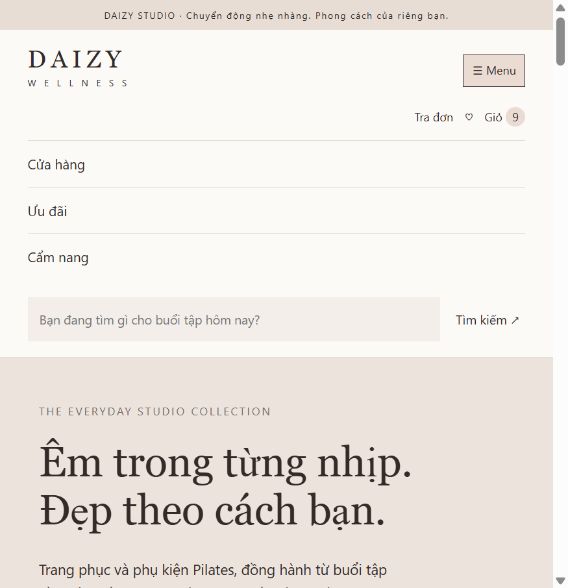 DAIZY STUDIO · Chuyển động nhẹ nhàng. Phong cách của riêng bạn.
DAIZY
WELLNESS
☰ Menu
Tra đơn ♡ Giỏ 9
Cửa hàng
Ưu đãi
Cẩm nang
Bạn đang tìm gì cho buổi tập hôm nay?
Tìm kiếm ↗
THE EVERYDAY STUDIO COLLECTION
Êm trong từng nhịp.
Đẹp theo cách bạn.
Trang phục và phụ kiện Pilates, đồng hành từ buổi tập